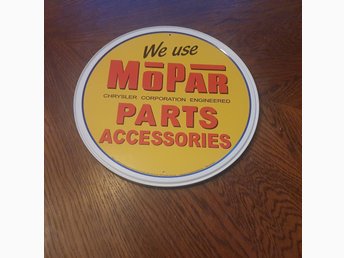 We use
MOPAR
CHRYSLER CORPORATION ENGINEERED
PARTS
ACCESSORIES